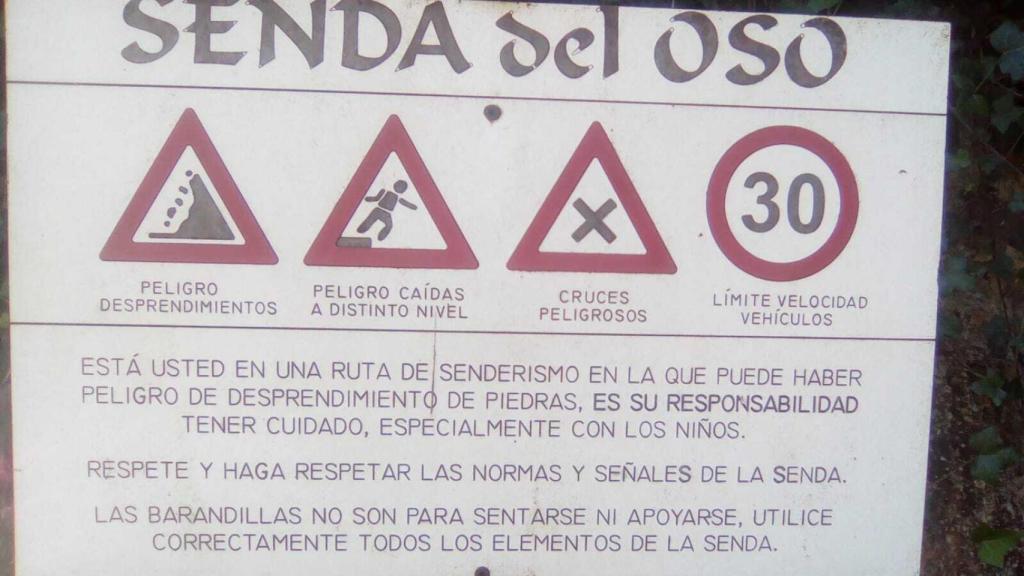 SENDA del OSO
30
PELIGRO
DESPRENDIMIENTOS
PELIGRO CAÍDAS
A DISTINTO NIVEL
CRUCES
PELIGROSOS
LÍMITE VELOCIDAD
VEHÍCULOS
ESTÁ USTED EN UNA RUTA DE SENDERISMO EN LA QUE PUEDE HABER
PELIGRO DE DESPRENDIMIENTO DE PIEDRAS, ES SU RESPONSABILIDAD
TENER CUIDADO, ESPECIALMENTE CON LOS NIÑOS.
RESPETE Y HAGA RESPETAR LAS NORMAS Y SEÑALES DE LA SENDA.
LAS BARANDILLAS NO SON PARA SENTARSE NI APOYARSE, UTILICE
CORRECTAMENTE TODOS LOS ELEMENTOS DE LA SENDA.